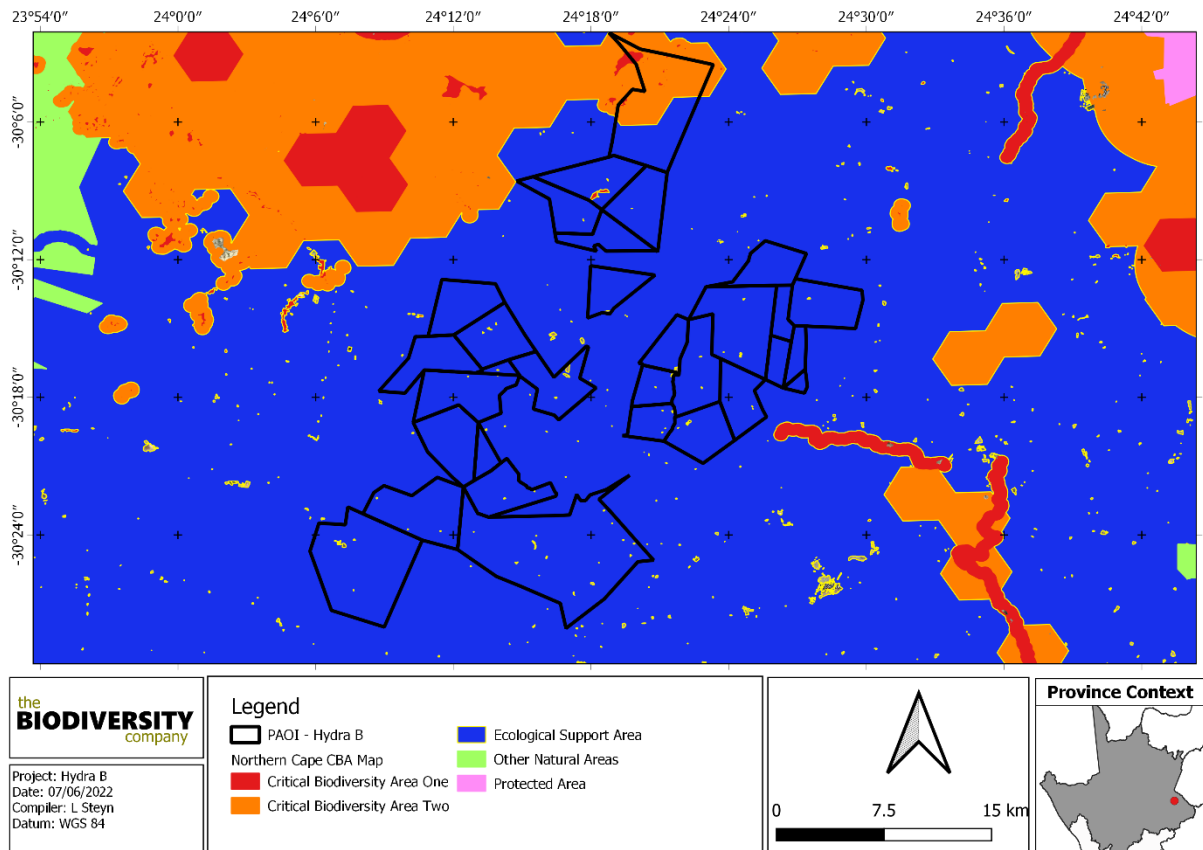 23°54′0″ 24°0′0″ 24°6′0″ 24°12′0″ 24°18′0″ 24°24′0″ 24°30′0″ 24°36′0″ 24°42′0″
-30°6′0″
-30°12′0″
-30°18′0″
-30°24′0″
the
BIODIVERSITY
company
Project: Hydra B
Date: 07/06/2022
Compiler: L Steyn
Datum: WGS 84
Legend
PAOI - Hydra B
Northern Cape CBA Map
Critical Biodiversity Area One
Critical Biodiversity Area Two
Ecological Support Area
Other Natural Areas
Protected Area
0 7.5 15 km
Province Context